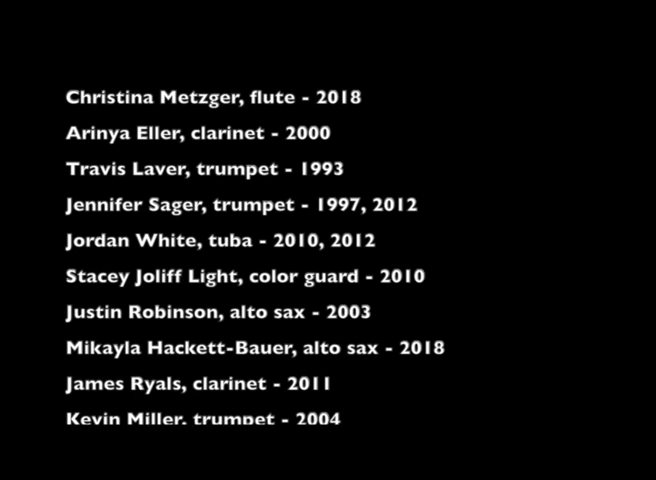 Christina Metzger, flute - 2018
Arinya Eller, clarinet - 2000
Travis Laver, trumpet - 1993
Jennifer Sager, trumpet - 1997, 2012
Jordan White, tuba - 2010, 2012
Stacey Joliff Light, color guard - 2010
Justin Robinson, alto sax - 2003
Mikayla Hackett-Bauer, alto sax - 2018
James Ryals, clarinet - 2011
Kevin Miller, trumpet - 2004